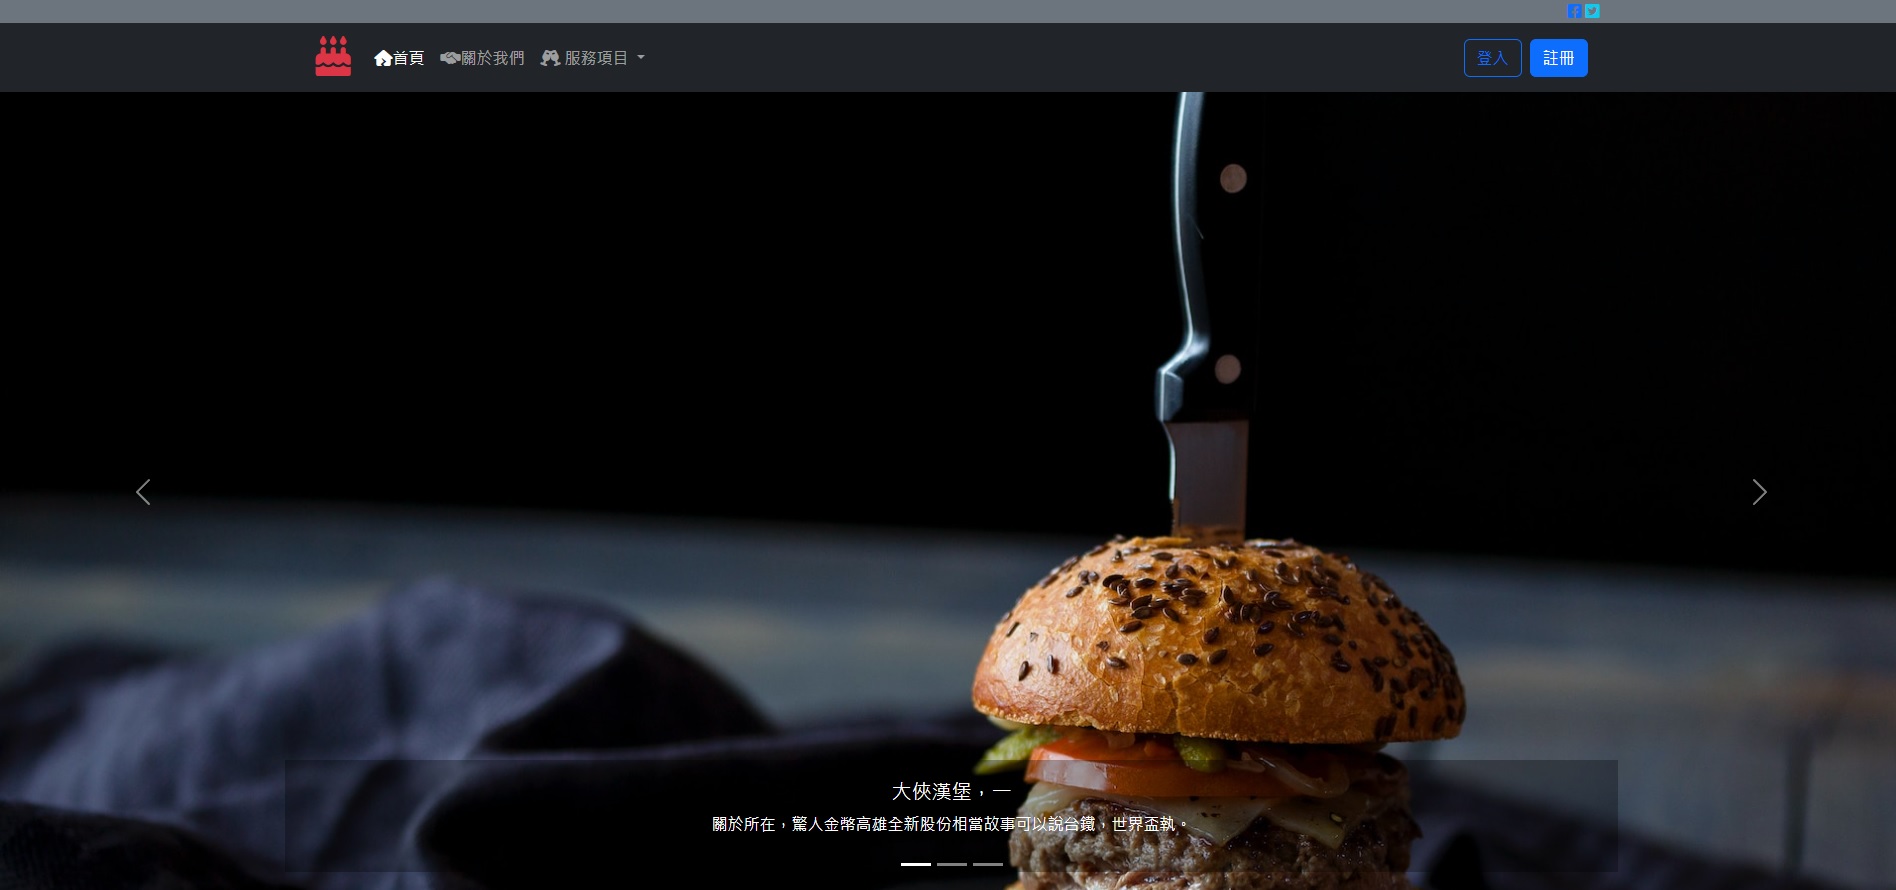 首頁 關於我們 服務項目 登入 註冊
大俠漢堡，一
關於所在，驚人金幣高雄全新股份相當故事可以說台鐵，世界盃執。